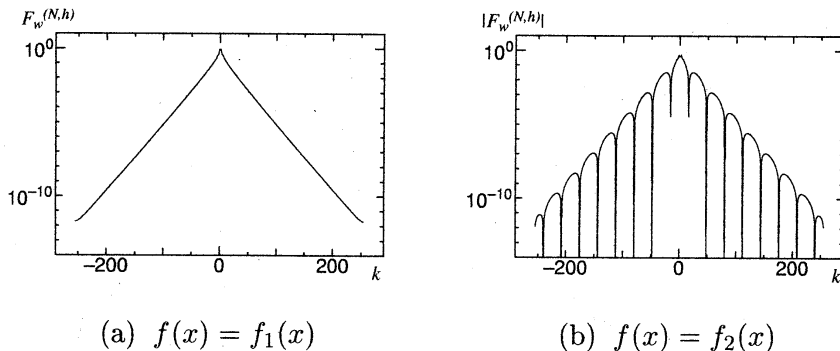 F_w^(N,h)
10^0
10^−10
−200 0 200 k
(a) f(x) = f_1(x)
|F_w^(N,h)|
10^0
10^−10
−200 0 200 k
(b) f(x) = f_2(x)